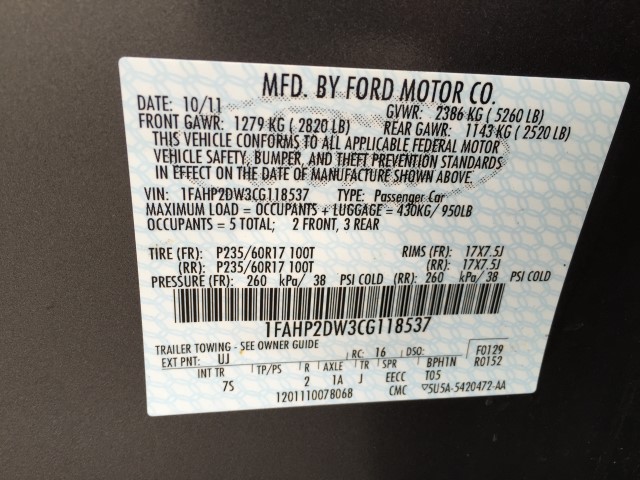 MFD. BY FORD MOTOR CO.
DATE: 10/11 GVWR: 2386 KG ( 5260 LB)
FRONT GAWR: 1279 KG ( 2820 LB) REAR GAWR: 1143 KG ( 2520 LB)
THIS VEHICLE CONFORMS TO ALL APPLICABLE FEDERAL MOTOR
VEHICLE SAFETY, BUMPER, AND THEFT PREVENTION STANDARDS
IN EFFECT ON THE DATE OF MANUFACTURE SHOWN ABOVE.
VIN: 1FAHP2DW3CG118537 TYPE: Passenger Car
MAXIMUM LOAD = OCCUPANTS + LUGGAGE = 430KG/ 950LB
OCCUPANTS = 5 TOTAL; 2 FRONT, 3 REAR
TIRE (FR): P235/60R17 100T RIMS (FR): 17X7.5J
(RR): P235/60R17 100T (RR): 17X7.5J
PRESSURE (FR): 260 kPa/ 38 PSI COLD (RR): 260 kPa/ 38 PSI COLD
1FAHP2DW3CG118537
TRAILER TOWING - SEE OWNER GUIDE
EXT PNT: UJ RC: 16 DSO: F0129
INT TR TP/PS R AXLE TR SPR BPH1N R0152
7S 2 1A J EECC T05
1201110078068 CMC ▽5U5A-5420472-AA